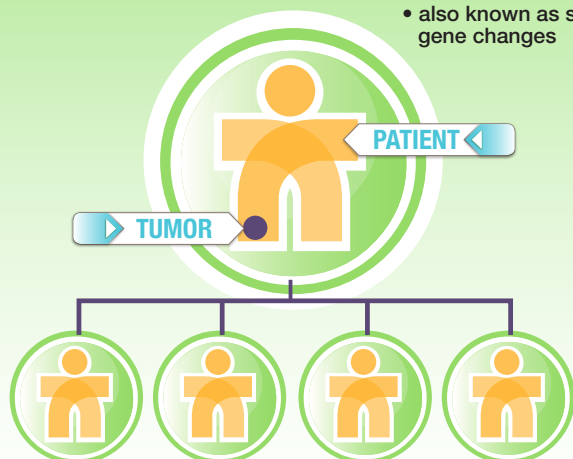 • also known as
gene changes
PATIENT
TUMOR